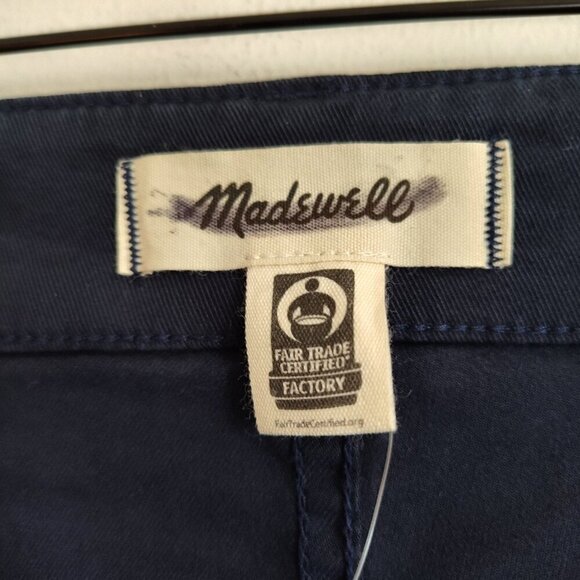 Madewell
FAIR TRADE
CERTIFIED
FACTORY
FairTradeCertified.org